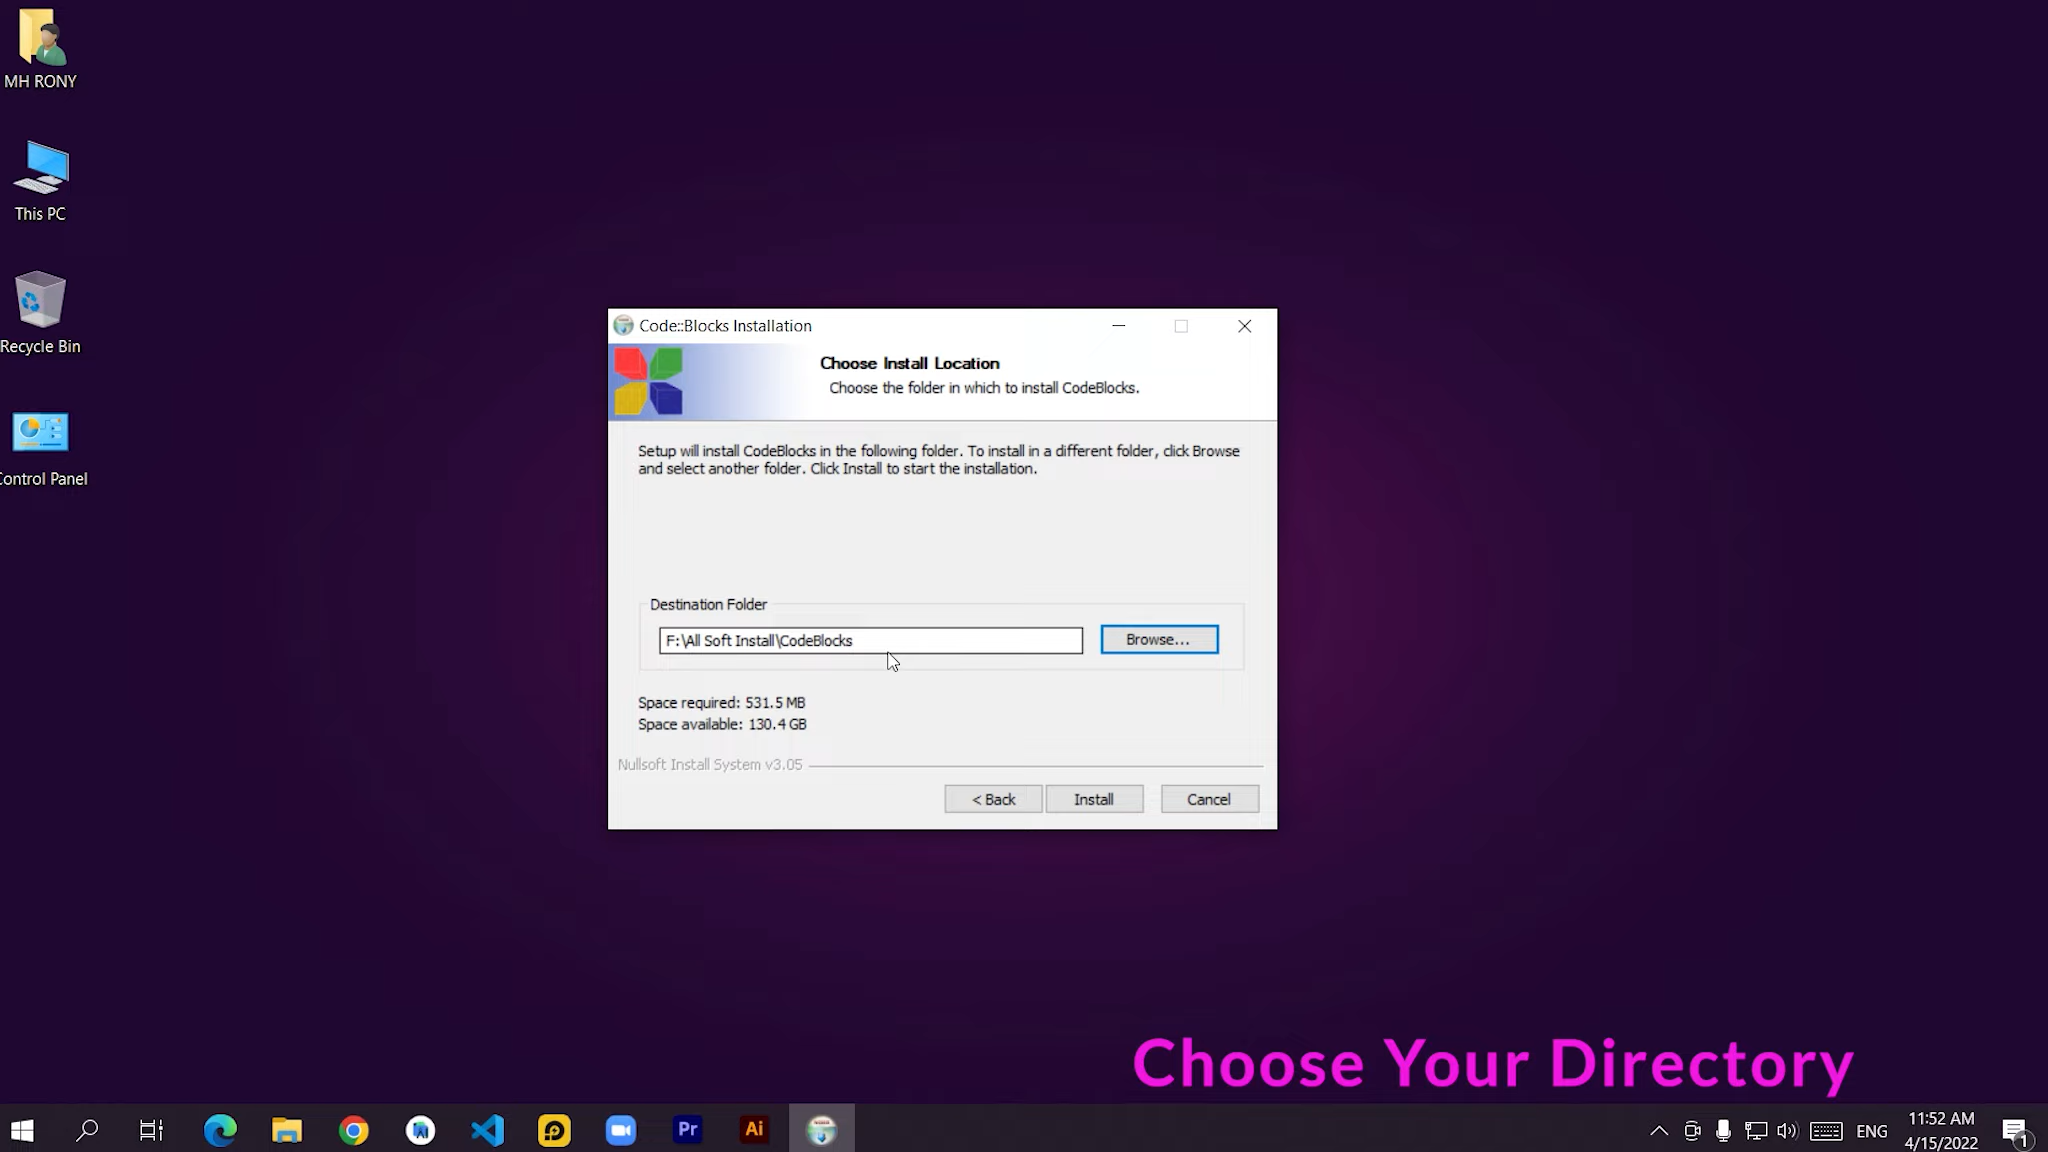 MH RONY
This PC
Recycle Bin
Control Panel
Code::Blocks Installation
Choose Install Location
Choose the folder in which to install CodeBlocks.
Setup will install CodeBlocks in the following folder. To install in a different folder, click Browse
and select another folder. Click Install to start the installation.
Destination Folder
F:\All Soft Install\CodeBlocks
Browse...
Space required: 531.5 MB
Space available: 130.4 GB
Nullsoft Install System v3.05
< Back
Install
Cancel
Choose Your Directory
Pr
Ai
ENG
11:52 AM
4/15/2022
1